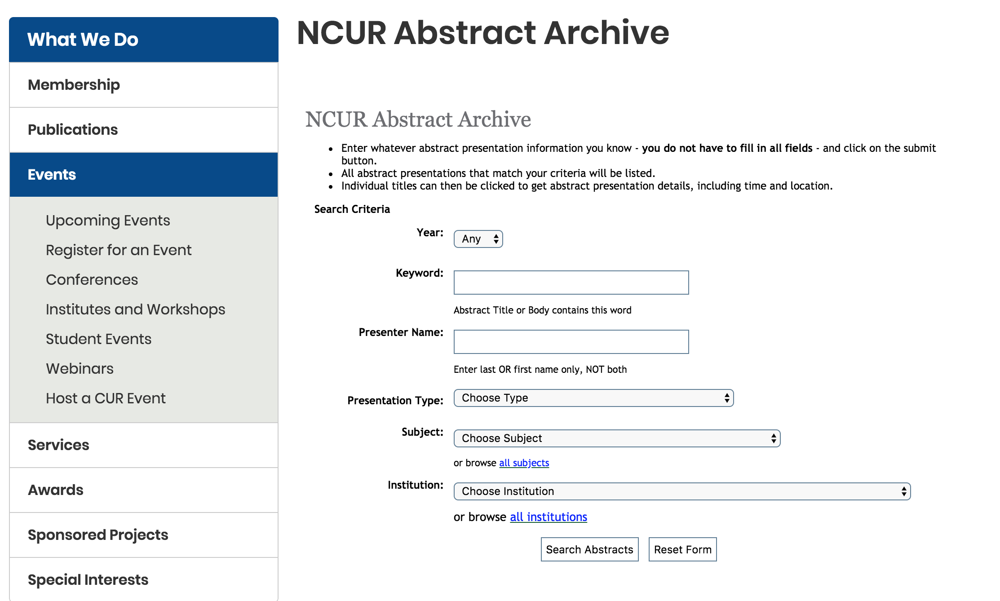 What We Do
Membership
Publications
Events
Upcoming Events
Register for an Event
Conferences
Institutes and Workshops
Student Events
Webinars
Host a CUR Event
Services
Awards
Sponsored Projects
Special Interests
NCUR Abstract Archive
NCUR Abstract Archive
• Enter whatever abstract presentation information you know - you do not have to fill in all fields - and click on the submit
button.
• All abstract presentations that match your criteria will be listed.
• Individual titles can then be clicked to get abstract presentation details, including time and location.
Search Criteria
Year: Any
Keyword:
Abstract Title or Body contains this word
Presenter Name:
Enter last OR first name only, NOT both
Presentation Type: Choose Type
Subject: Choose Subject
or browse all subjects
Institution: Choose Institution
or browse all institutions
Search Abstracts Reset Form